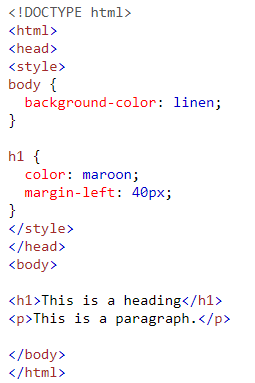 <!DOCTYPE html>
<html>
<head>
<style>
body {
  background-color: linen;
}

h1 {
  color: maroon;
  margin-left: 40px;
}
</style>
</head>
<body>

<h1>This is a heading</h1>
<p>This is a paragraph.</p>

</body>
</html>